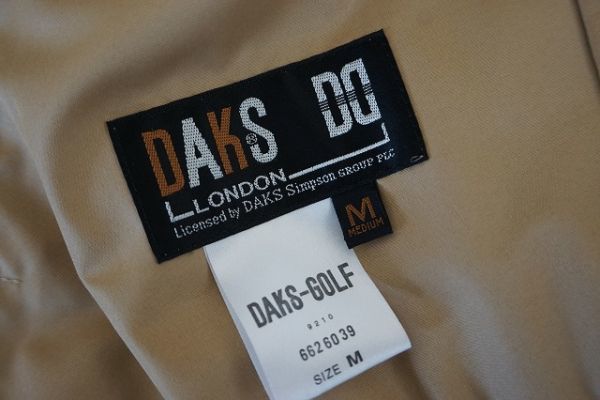 DAKS DD
LONDON
Licensed by DAKS Simpson GROUP PLC
M
MEDIUM
DAKS-GOLF
9210
6626039
SIZE M